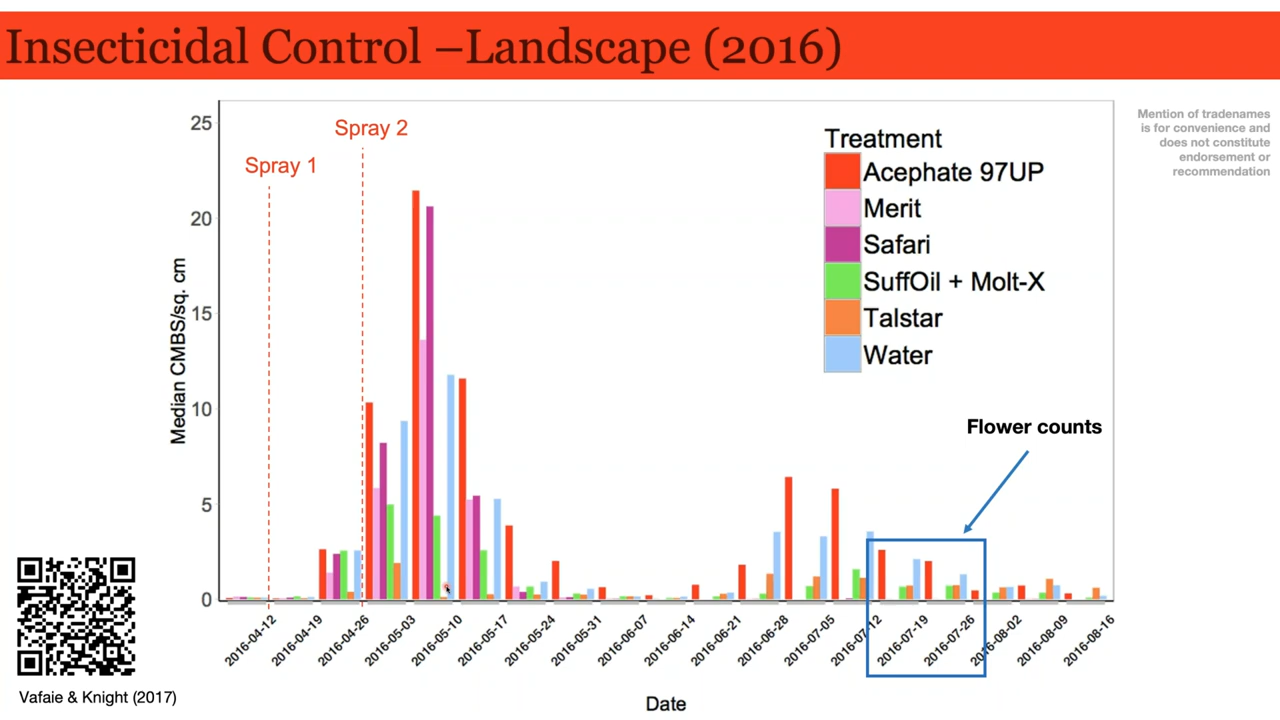 Insecticidal Control –Landscape (2016)
Mention of tradenames
is for convenience and
does not constitute
endorsement or
recommendation
Spray 1
Spray 2
Treatment
Acephate 97UP
Merit
Safari
SuffOil + Molt-X
Talstar
Water
Flower counts
Median CMBS/sq. cm
25
20
15
10
5
0
2016-04-12
2016-04-19
2016-04-26
2016-05-03
2016-05-10
2016-05-17
2016-05-24
2016-05-31
2016-06-07
2016-06-14
2016-06-21
2016-06-28
2016-07-05
2016-07-12
2016-07-19
2016-07-26
2016-08-02
2016-08-09
2016-08-16
Date
Vafaie & Knight (2017)